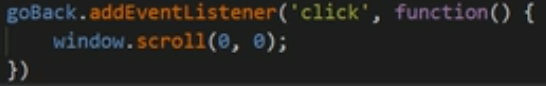 goBack.addEventListener('click', function() {
    window.scroll(0, 0);
})